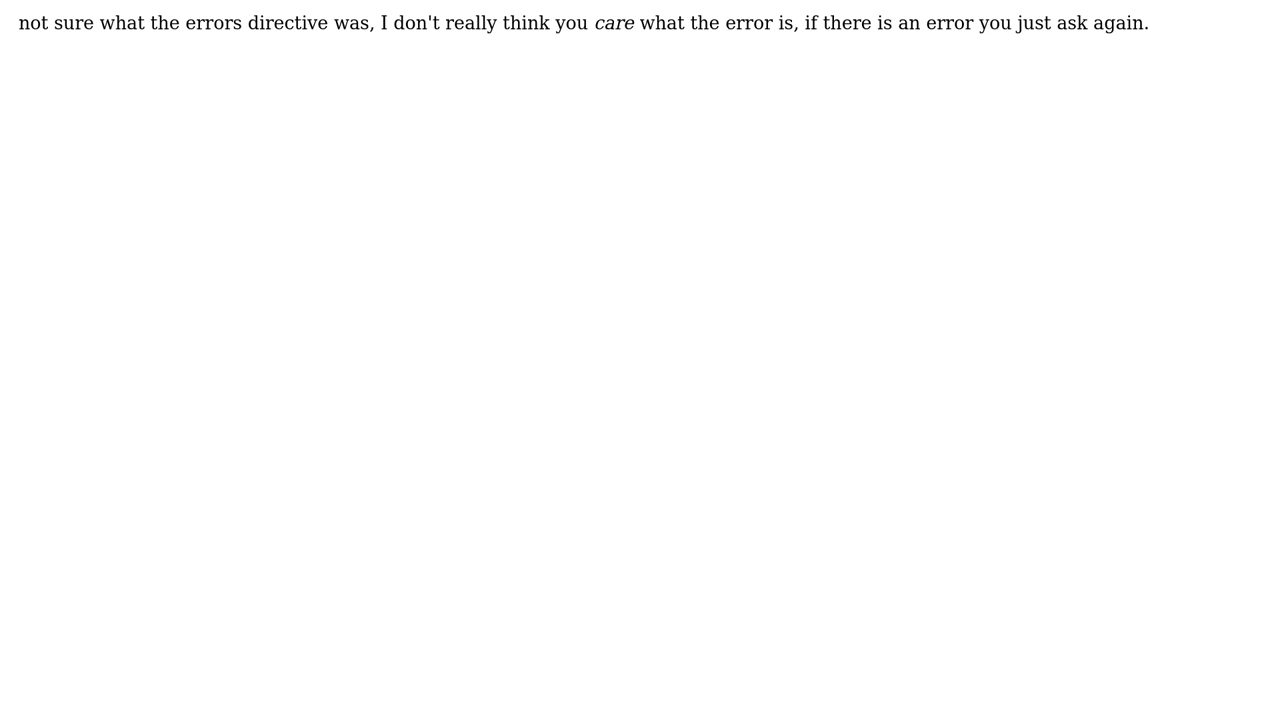 not sure what the errors directive was, I don't really think you care what the error is, if there is an error you just ask again.